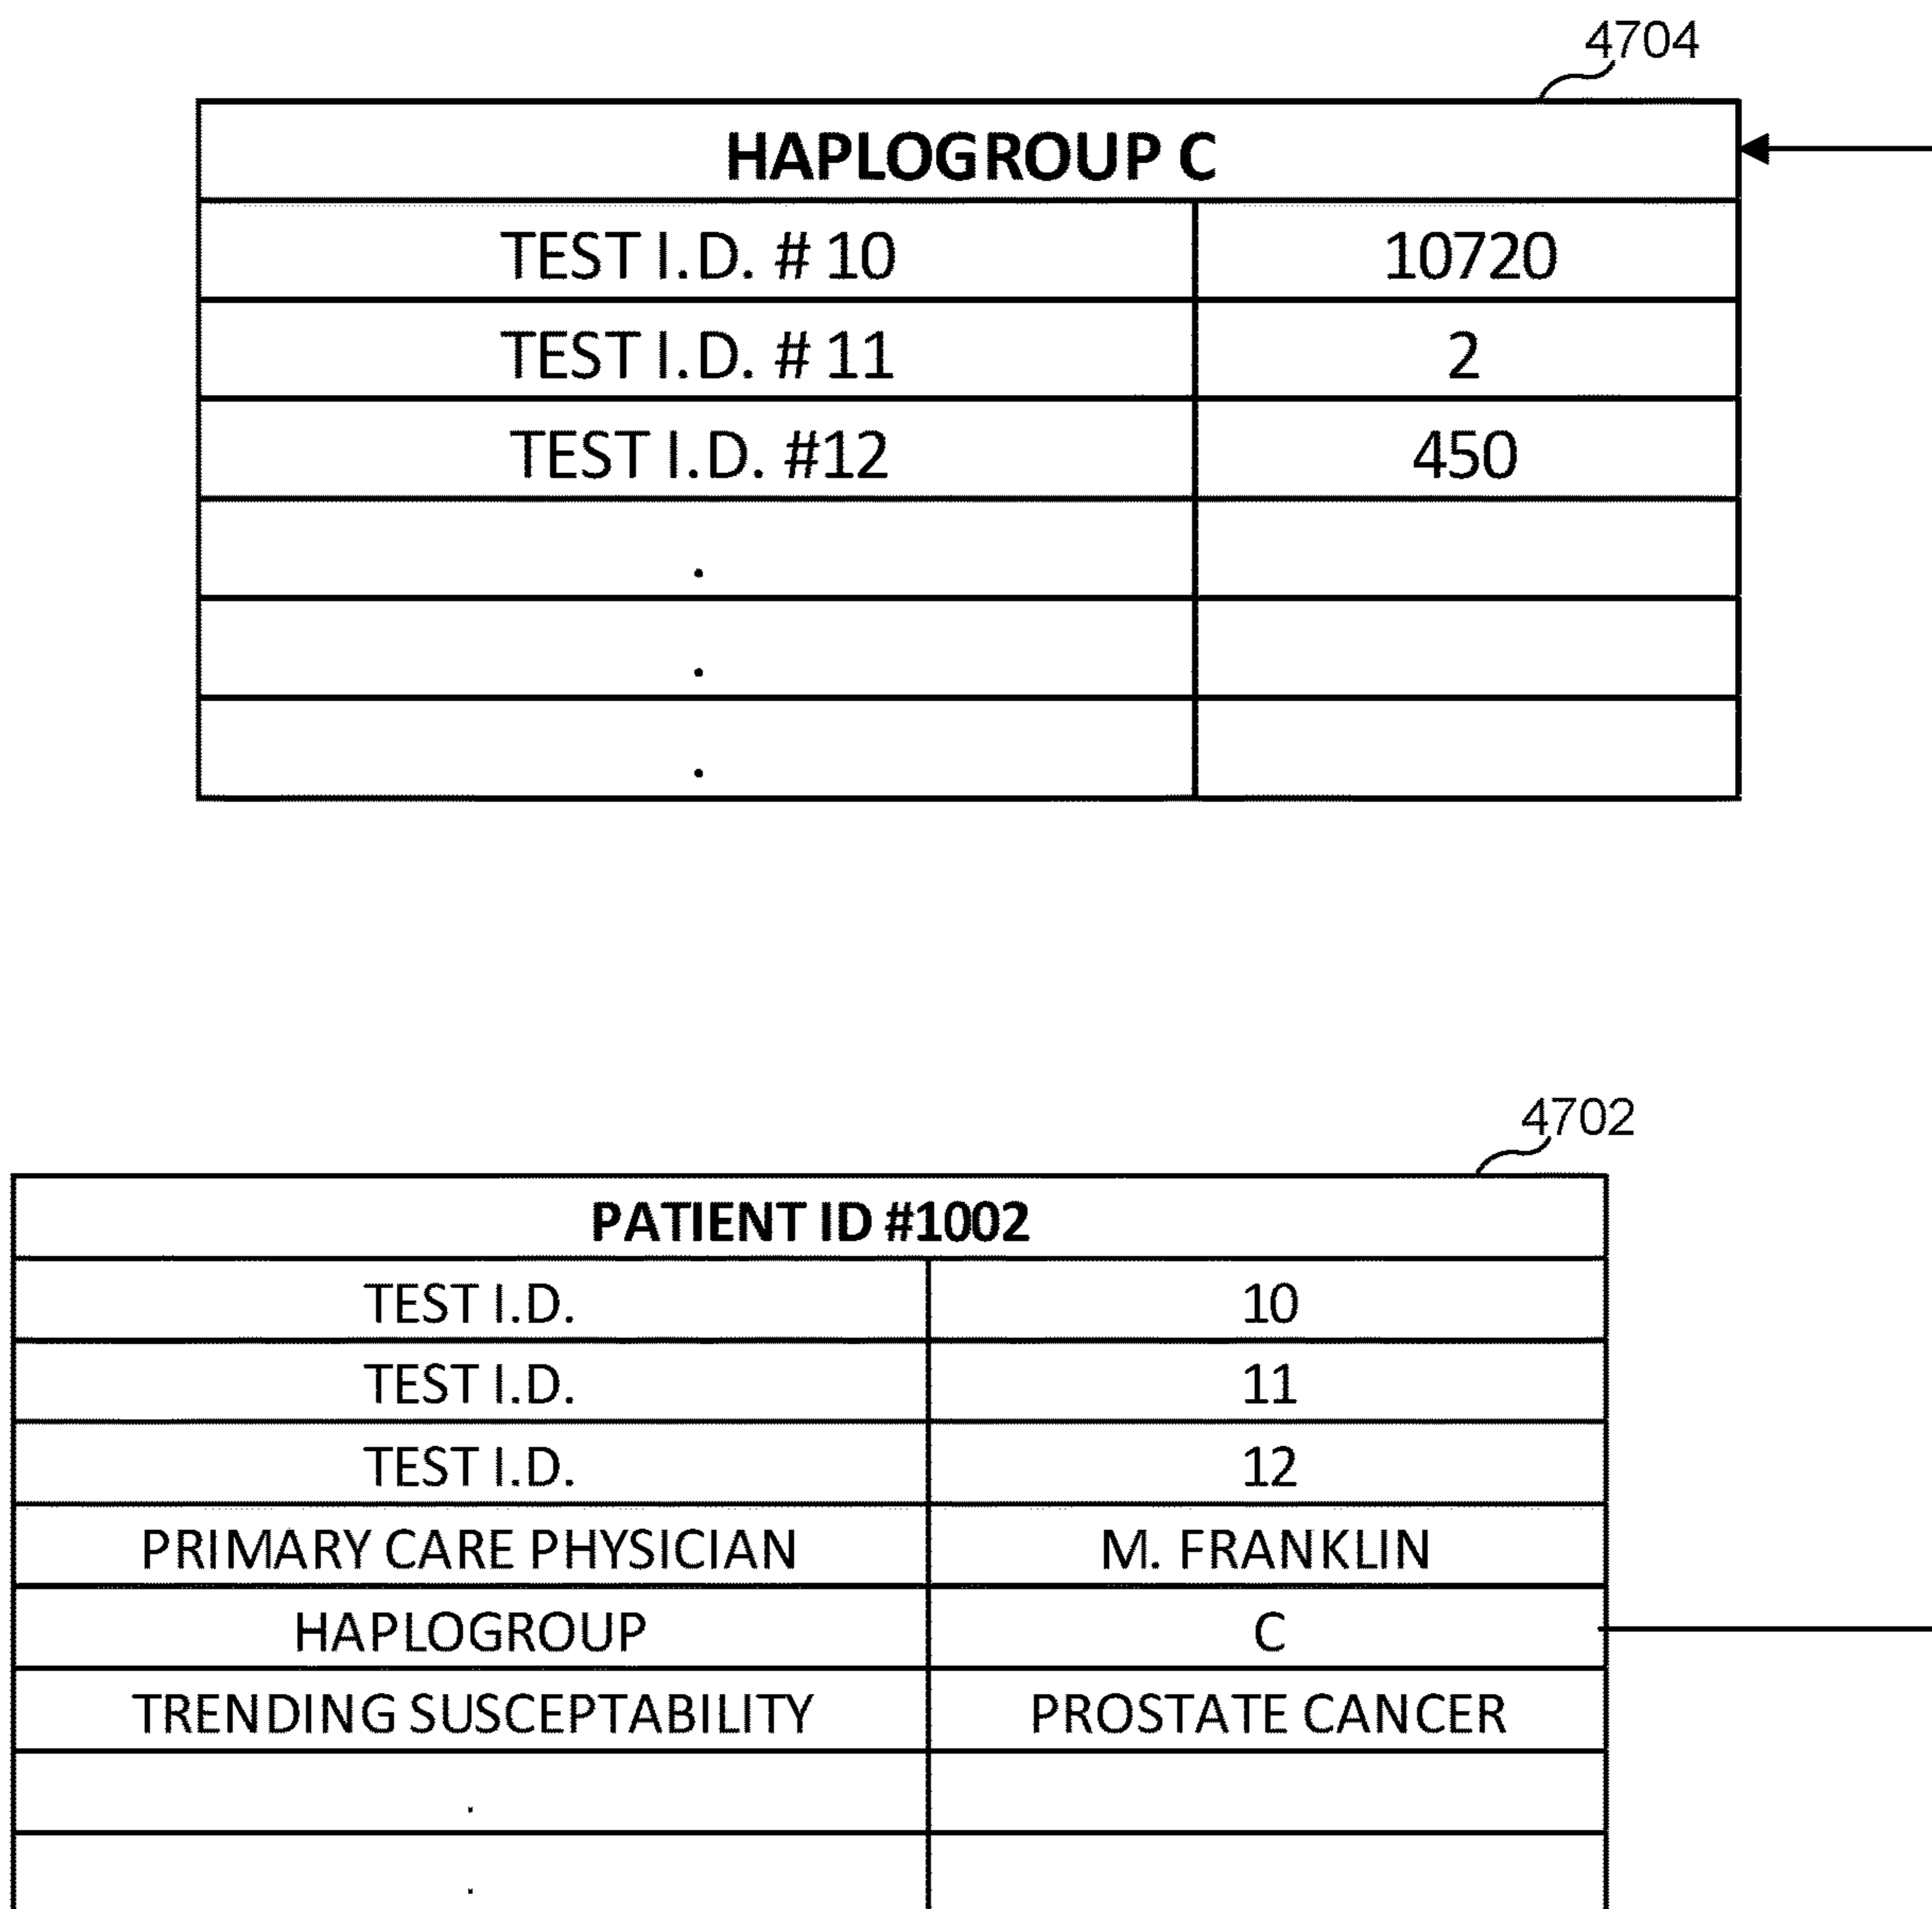 4704
HAPLOGROUP C
TEST I.D. # 10 10720
TEST I.D. # 11 2
TEST I.D. #12 450
.
.
.
4702
PATIENT ID #1002
TEST I.D. 10
TEST I.D. 11
TEST I.D. 12
PRIMARY CARE PHYSICIAN M. FRANKLIN
HAPLOGROUP C
TRENDING SUSCEPTABILITY PROSTATE CANCER
.
.